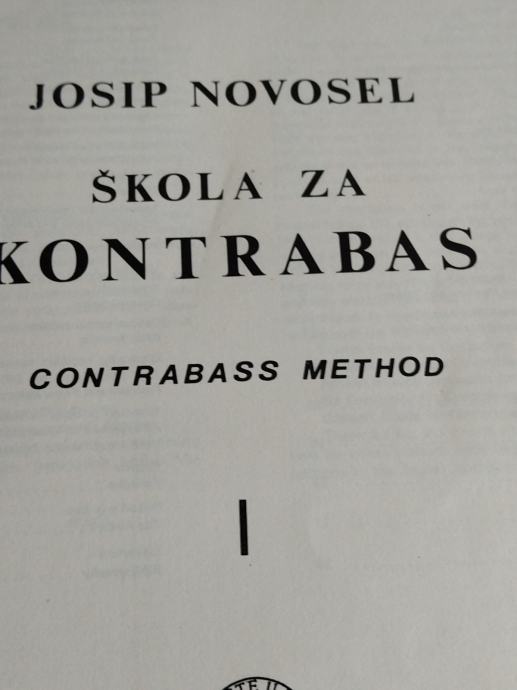 JOSIP NOVOSEL
ŠKOLA ZA
KONTRABAS
CONTRABASS METHOD
I